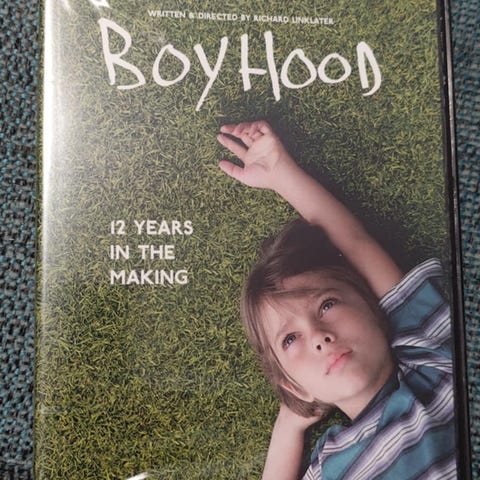 WRITTEN & DIRECTED BY RICHARD LINKLATER
BOYHOOD
12 YEARS
IN THE
MAKING